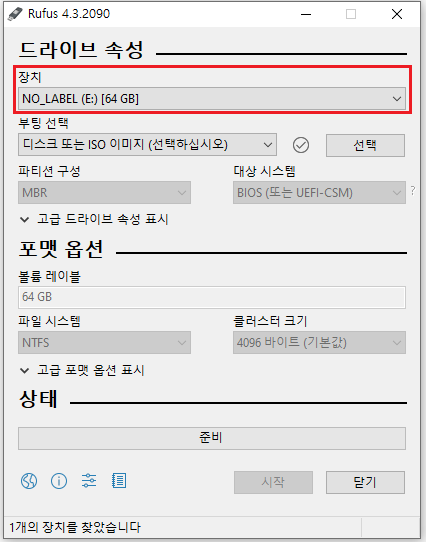 Rufus 4.3.2090
드라이브 속성
장치
NO_LABEL (E:) [64 GB]
부팅 선택
디스크 또는 ISO 이미지 (선택하십시오)
선택
파티션 구성
대상 시스템
MBR
BIOS (또는 UEFI-CSM)
?
고급 드라이브 속성 표시
포맷 옵션
볼륨 레이블
64 GB
파일 시스템
클러스터 크기
NTFS
4096 바이트 (기본값)
고급 포맷 옵션 표시
상태
준비
시작
닫기
1개의 장치를 찾았습니다